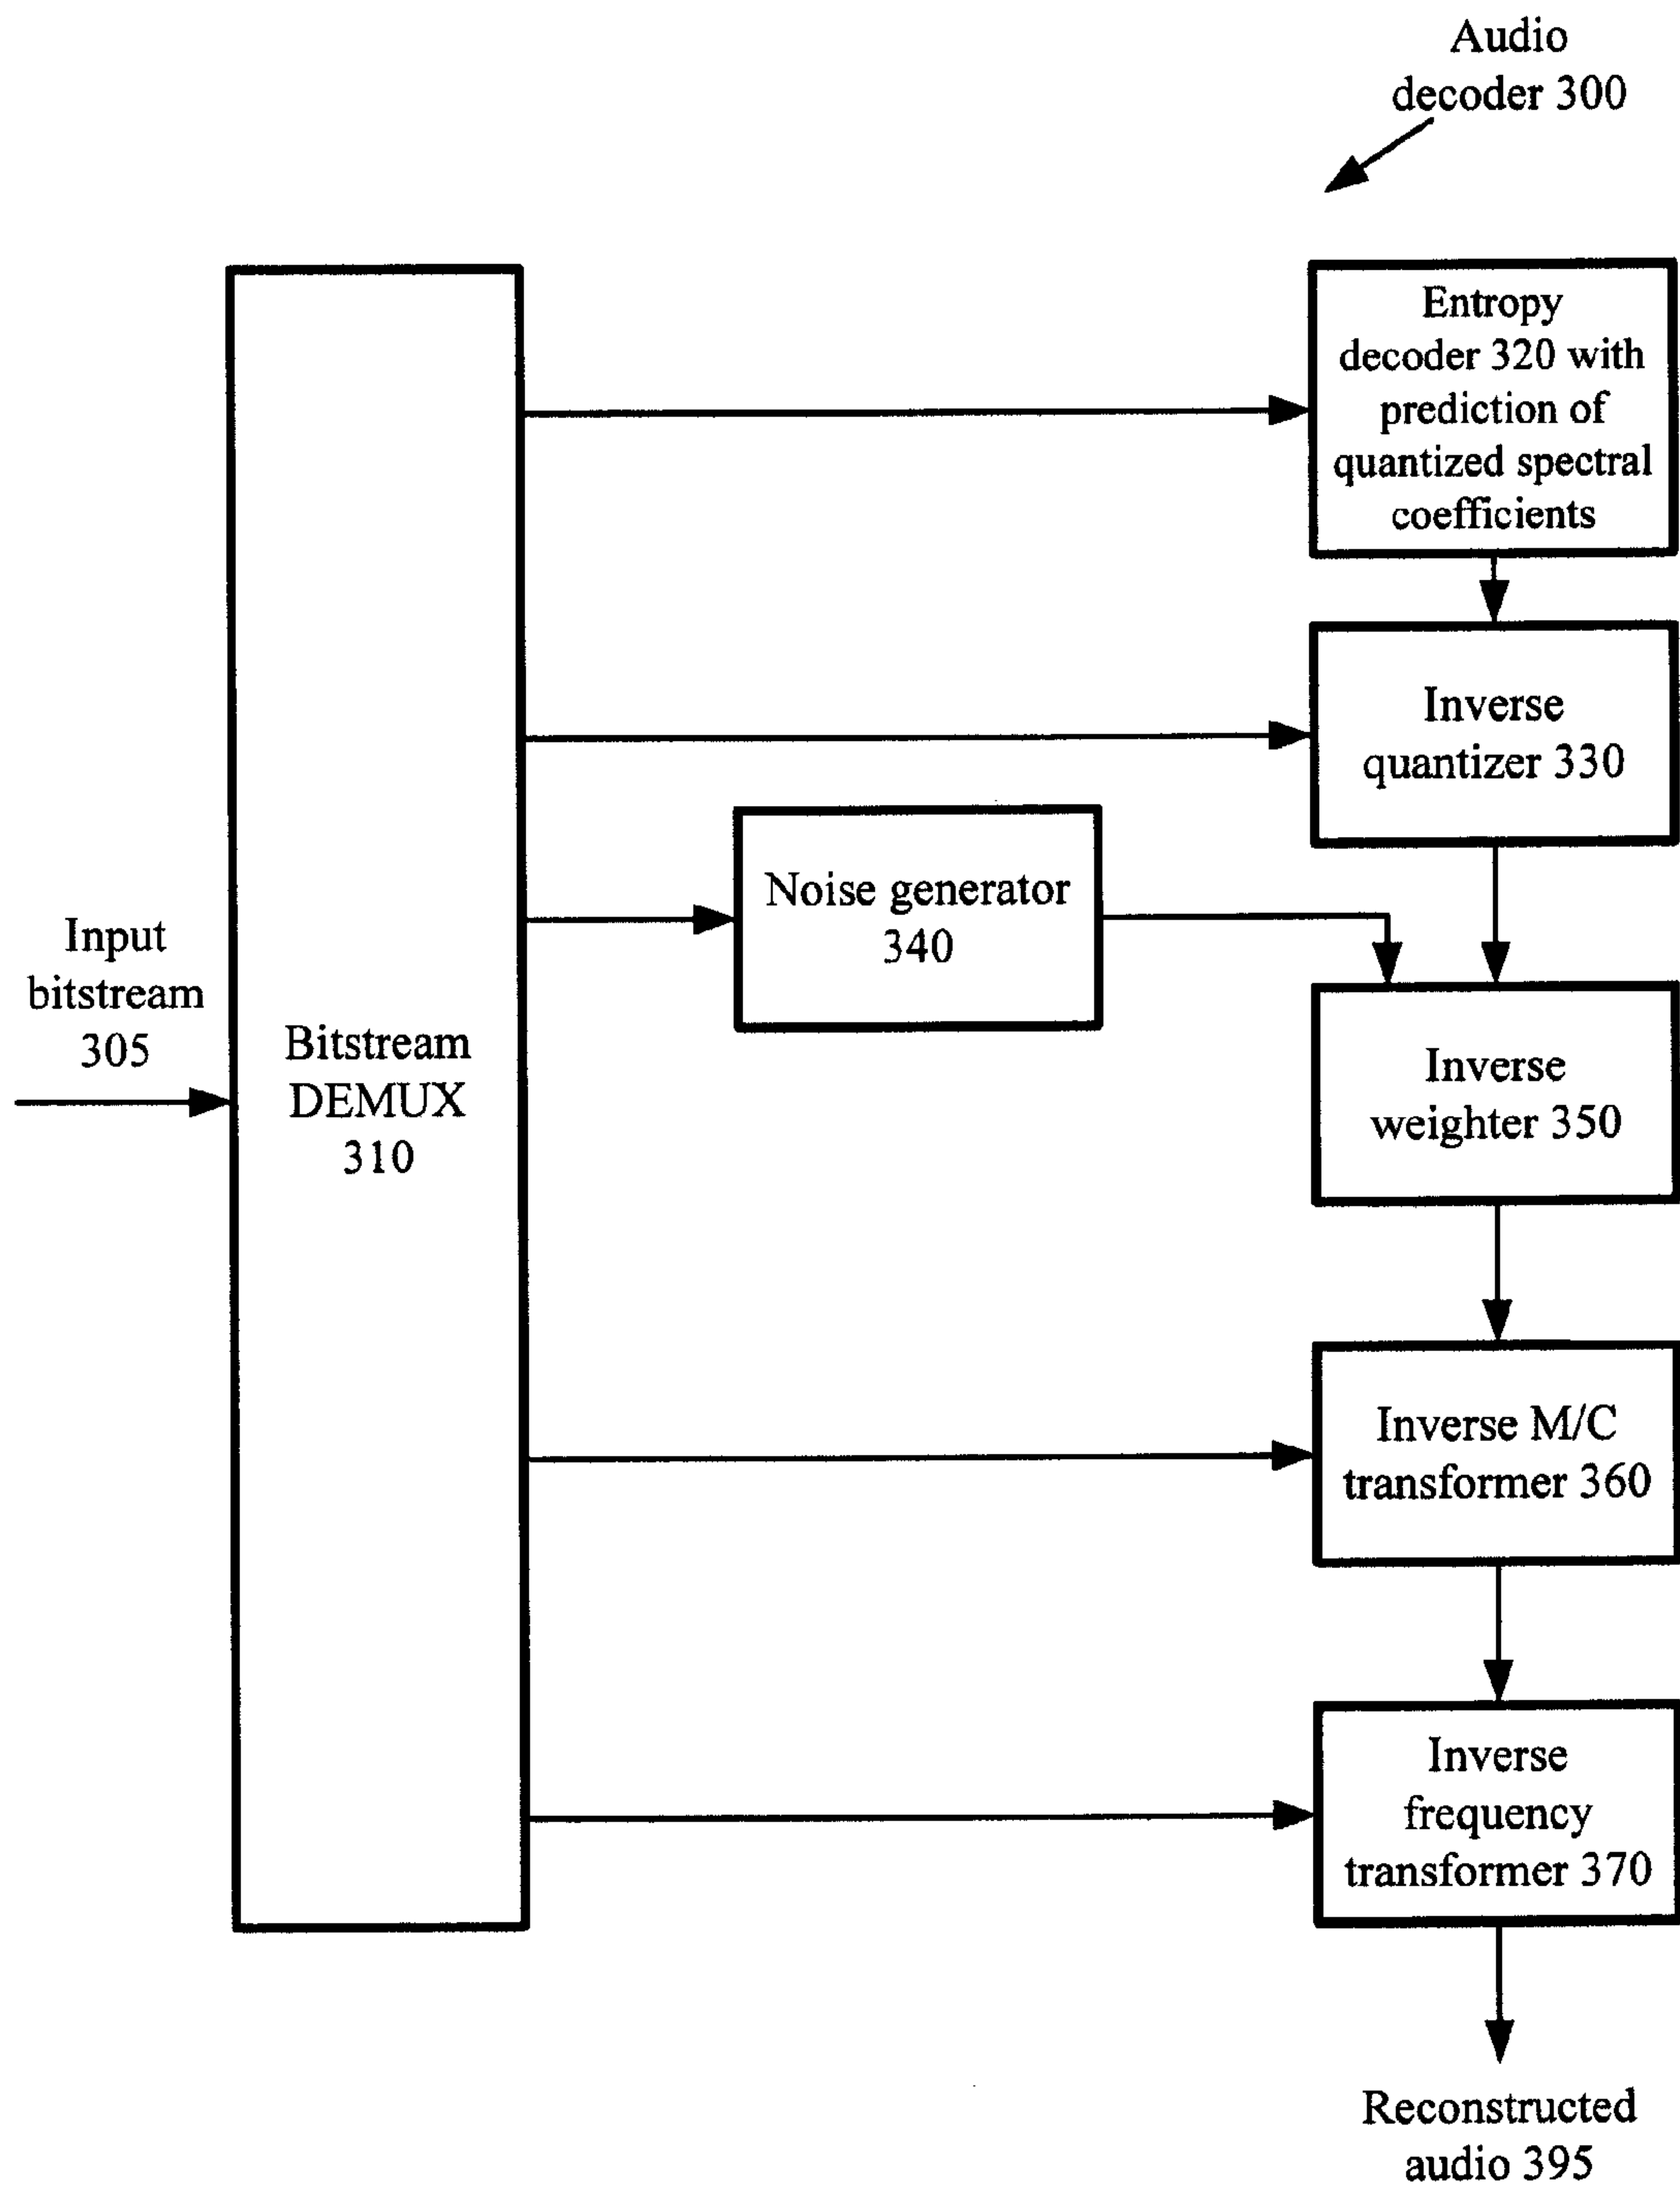 Audio
decoder 300
Entropy
decoder 320 with
prediction of
quantized spectral
coefficients
Inverse
quantizer 330
Noise generator
340
Input
bitstream
305
Bitstream
DEMUX
310
Inverse
weighter 350
Inverse M/C
transformer 360
Inverse
frequency
transformer 370
Reconstructed
audio 395